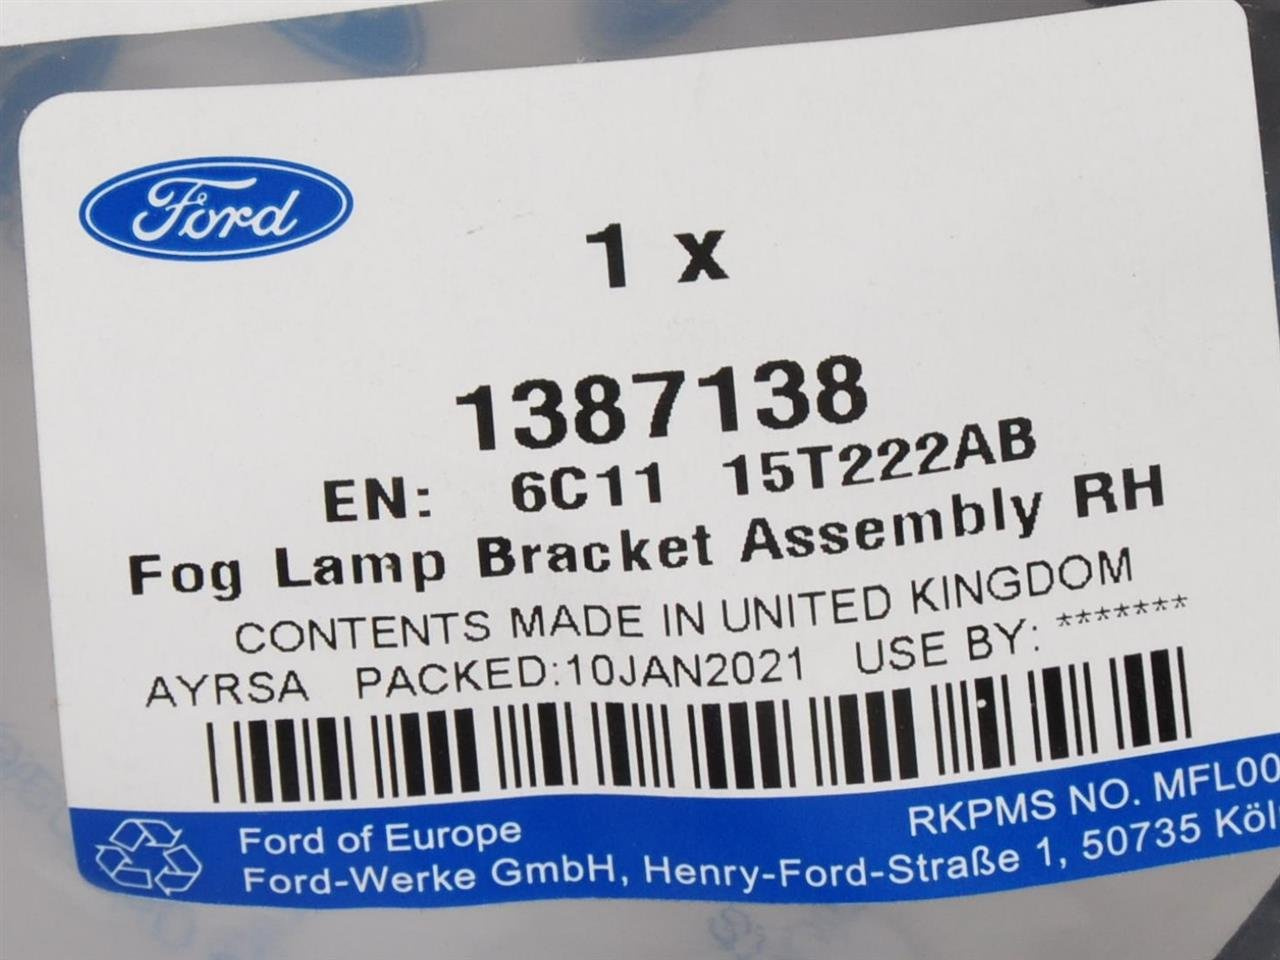 Ford
1 x
1387138
EN: 6C11 15T222AB
Fog Lamp Bracket Assembly RH
CONTENTS MADE IN UNITED KINGDOM
AYRSA PACKED:10JAN2021 USE BY: *******
Ford of Europe
RKPMS NO. MFL00
Ford-Werke GmbH, Henry-Ford-Straße 1, 50735 Köl